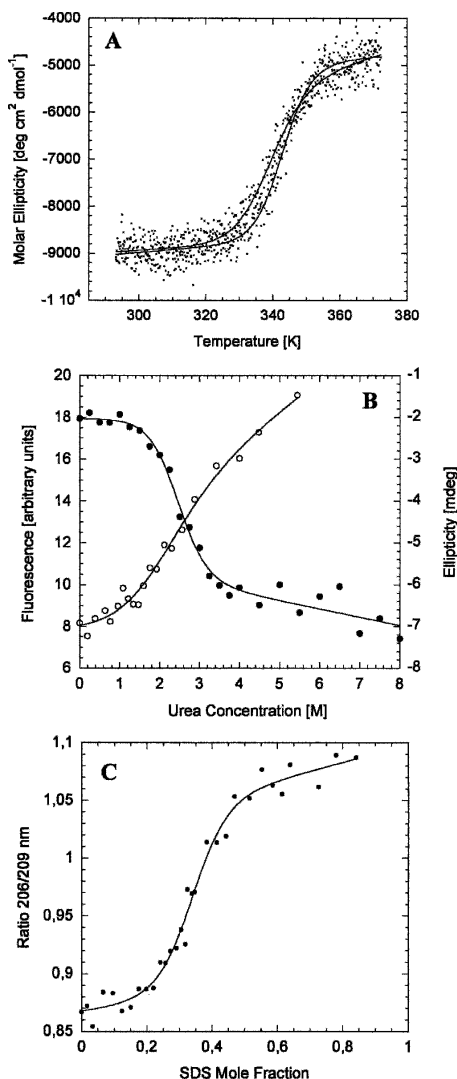 A
-4000
-5000
-6000
-7000
-8000
-9000
-1 10⁴
Molar Ellipticity [deg cm² dmol⁻¹]
300 320 340 360 380
Temperature [K]
B
20
18
16
14
12
10
8
6
Fluorescence [arbitrary units]
-1
-2
-3
-4
-5
-6
-7
-8
Ellipticity [mdeg]
0 1 2 3 4 5 6 7 8
Urea Concentration [M]
C
1,1
1,05
1
0,95
0,9
0,85
Ratio 206/209 nm
0 0,2 0,4 0,6 0,8 1
SDS Mole Fraction